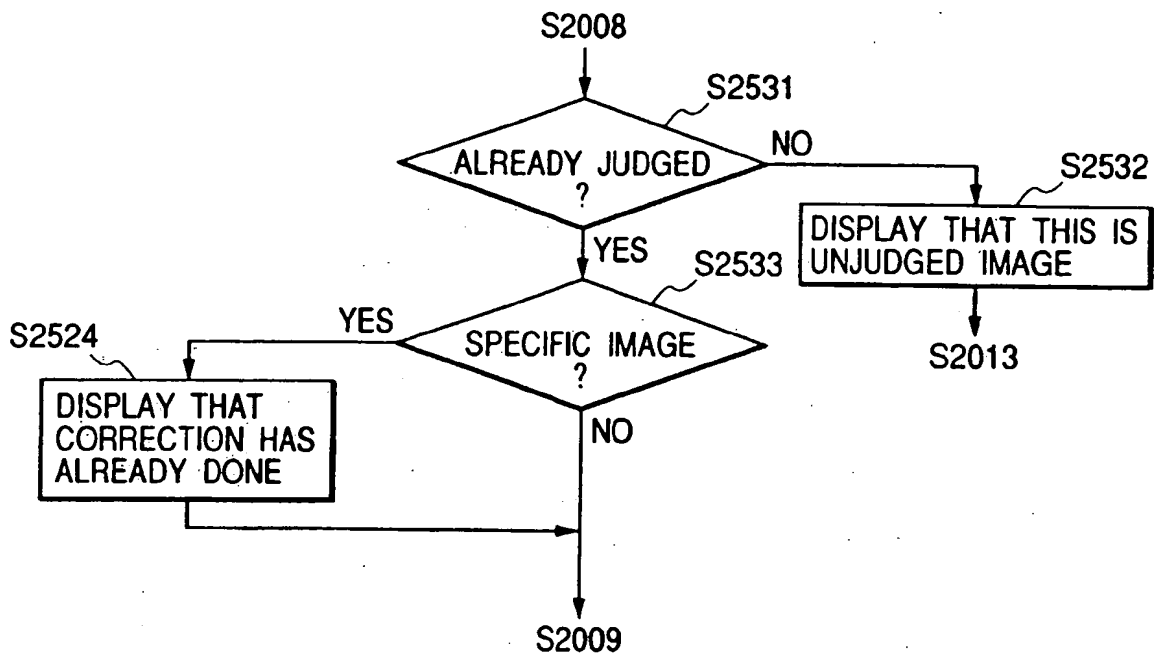 S2008
S2531
ALREADY JUDGED
?
NO
S2532
DISPLAY THAT THIS IS
UNJUDGED IMAGE
S2013
YES
S2533
SPECIFIC IMAGE
?
YES
S2524
DISPLAY THAT
CORRECTION HAS
ALREADY DONE
NO
S2009